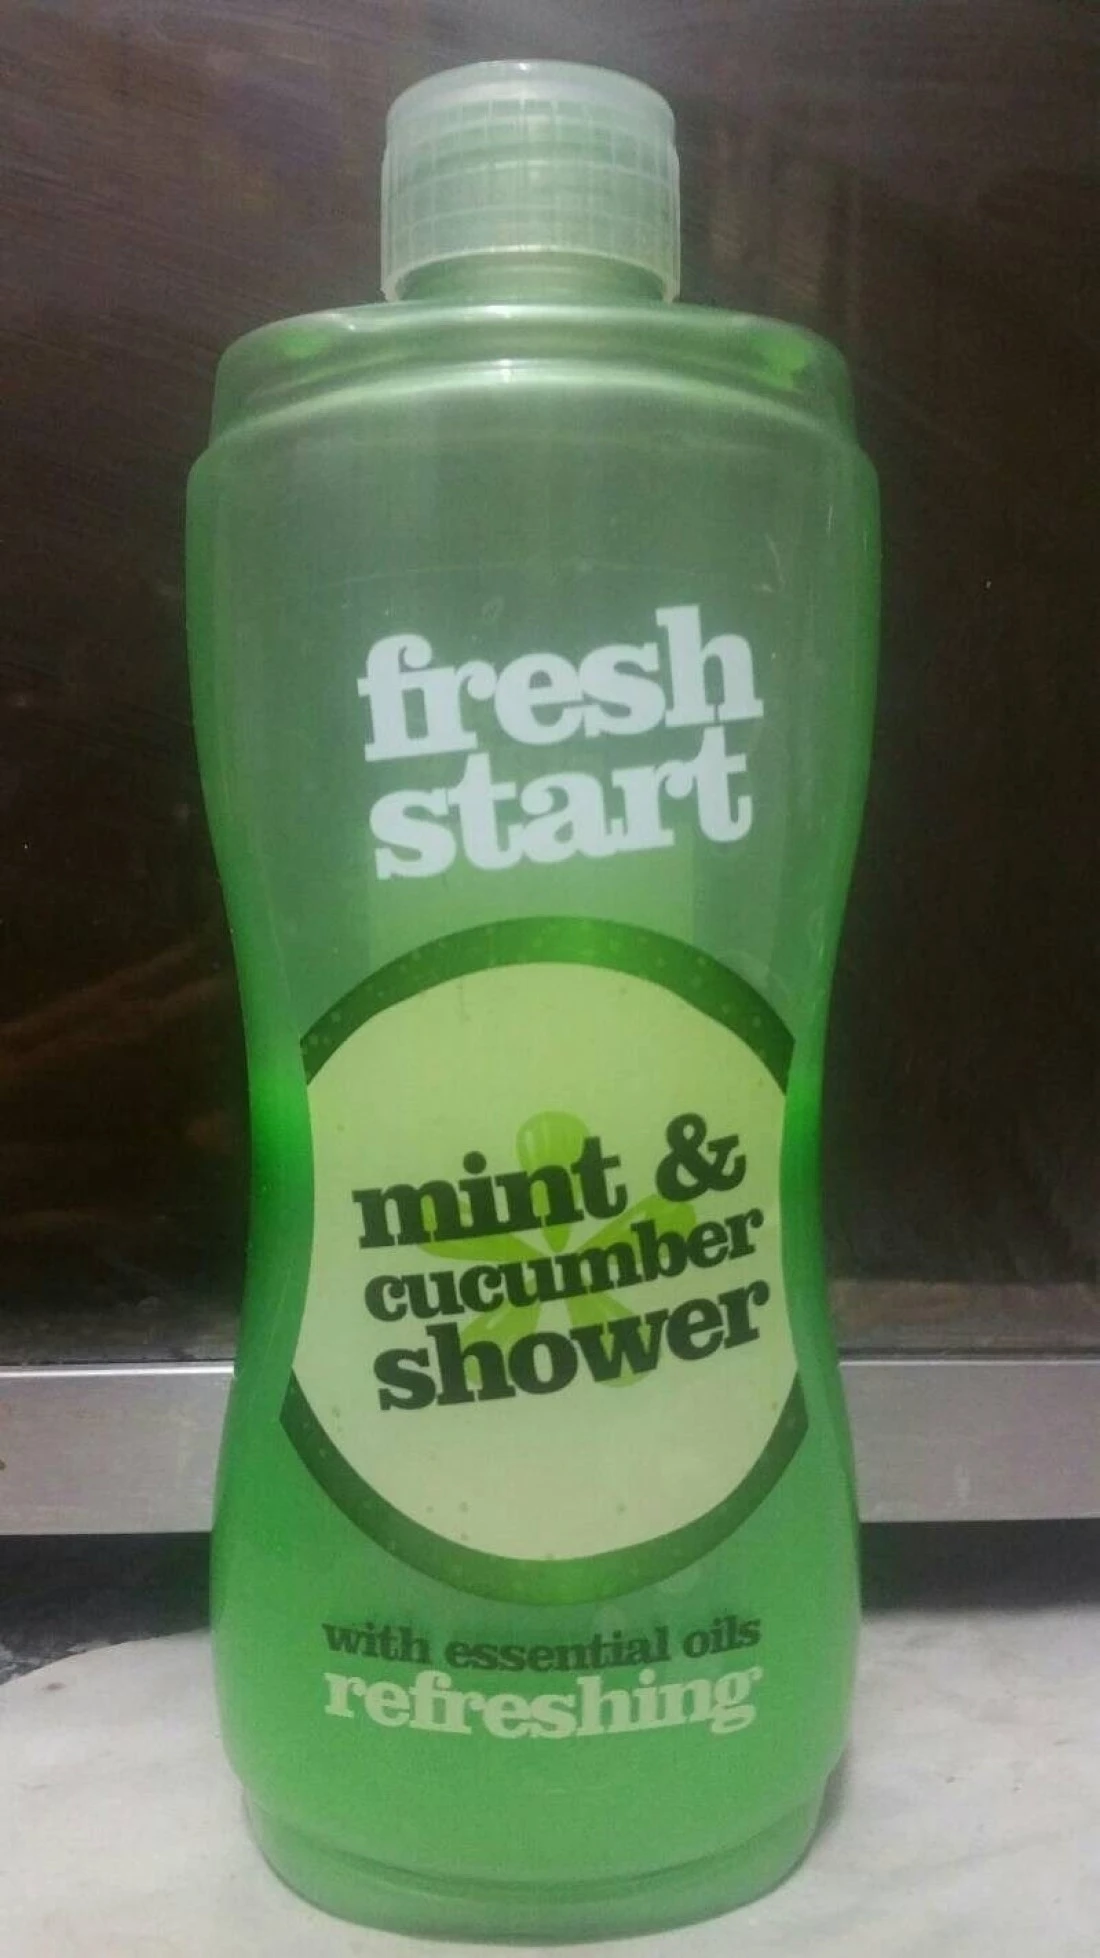 fresh
start
mint &
cucumber
shower
with essential oils
refreshing